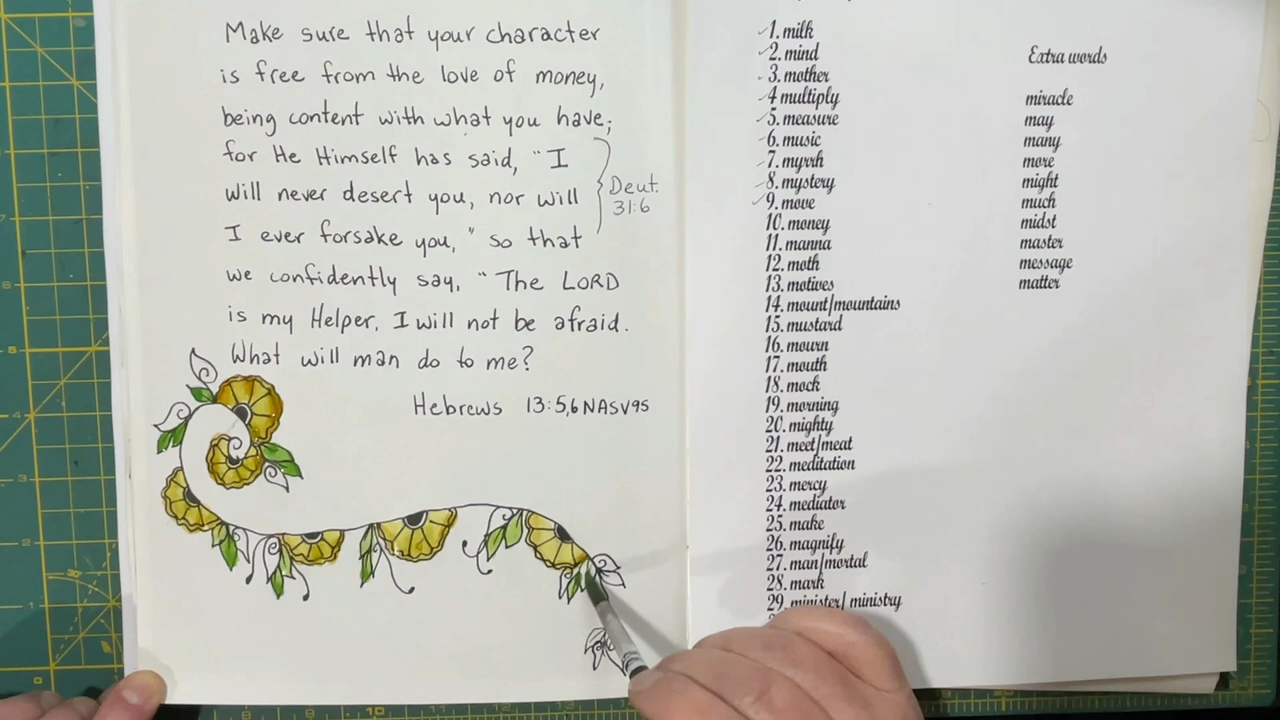 Make sure that your character
is free from the love of money,
being content with what you have;
for He Himself has said, "I
will never desert you, nor will
I ever forsake you," so that
we confidently say, "The LORD
is my Helper, I will not be afraid.
What will man do to me?
Hebrews 13:5,6 NASV95
Deut.
31:6
1. milk
2. mind
3. mother
4 multiply
5. measure
6. music
7. myrrh
8. mystery
9. move
10. money
11. manna
12. moth
13. motives
14. mount/mountains
15. mustard
16. mourn
17. mouth
18. mock
19. morning
20. mighty
21. meet/meat
22. meditation
23. mercy
24. mediator
25. make
26. magnify
27. man/mortal
28. mark
29. minister/ ministry
Extra words
miracle
may
many
more
might
much
midst
master
message
matter
0
1
10